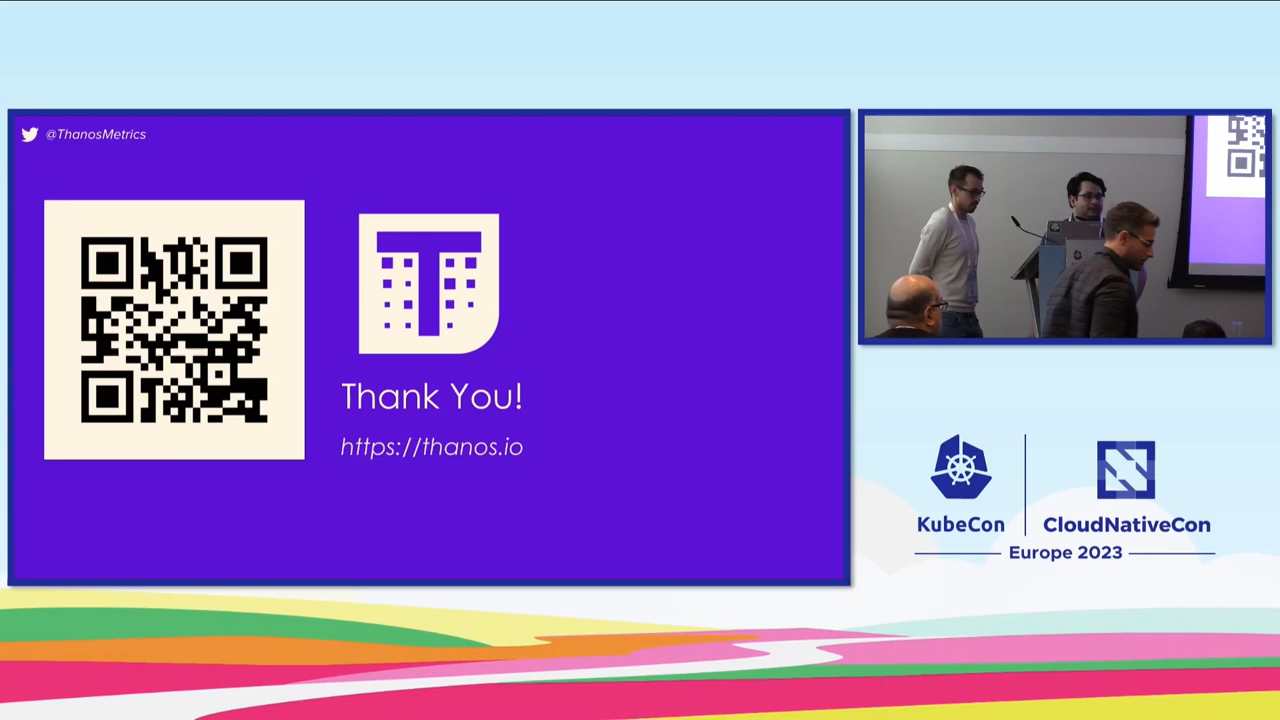 @ThanosMetrics
Thank You!
https://thanos.io
KubeCon
CloudNativeCon
Europe 2023